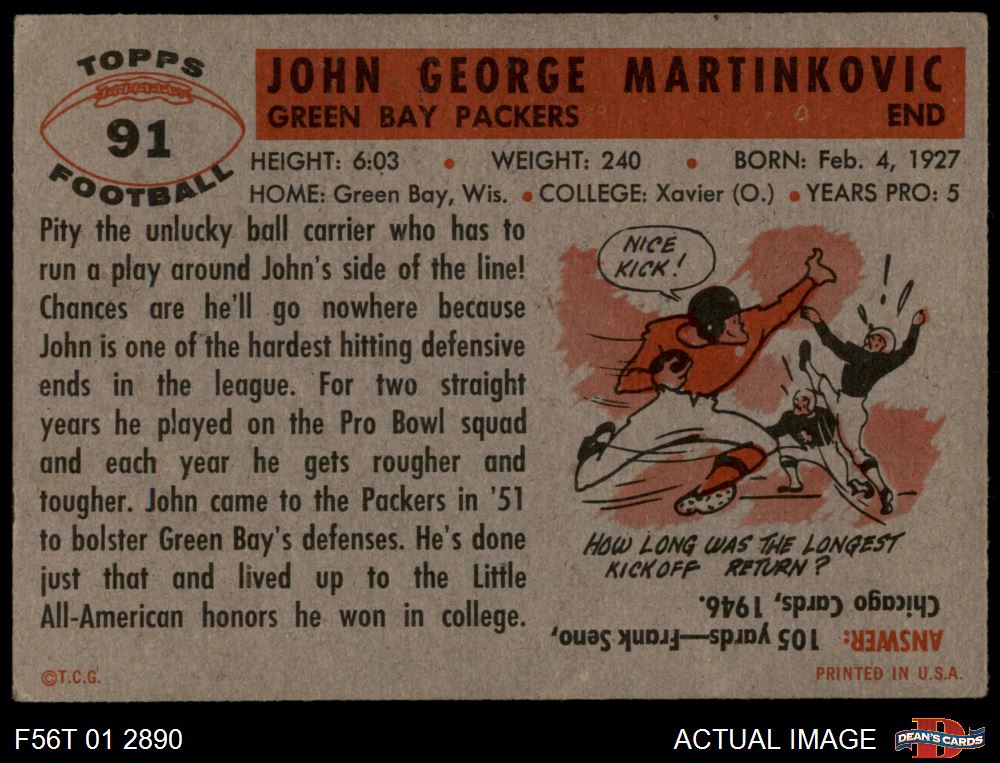 TOPPS
91
FOOTBALL
JOHN GEORGE MARTINKOVIC
GREEN BAY PACKERS END
HEIGHT: 6:03 • WEIGHT: 240 • BORN: Feb. 4, 1927
HOME: Green Bay, Wis. • COLLEGE: Xavier (O.) • YEARS PRO: 5
Pity the unlucky ball carrier who has to
run a play around John's side of the line!
Chances are he'll go nowhere because
John is one of the hardest hitting defensive
ends in the league. For two straight
years he played on the Pro Bowl squad
and each year he gets rougher and
tougher. John came to the Packers in '51
to bolster Green Bay's defenses. He's done
just that and lived up to the Little
All-American honors he won in college.
NICE
KICK!
!
HOW LONG WAS THE LONGEST
KICKOFF RETURN?
ANSWER: 105 yards—Frank Seno,
Chicago Cards, 1946.
©T.C.G.
PRINTED IN U.S.A.
F56T 01 2890
ACTUAL IMAGE
D
DEAN'S CARDS